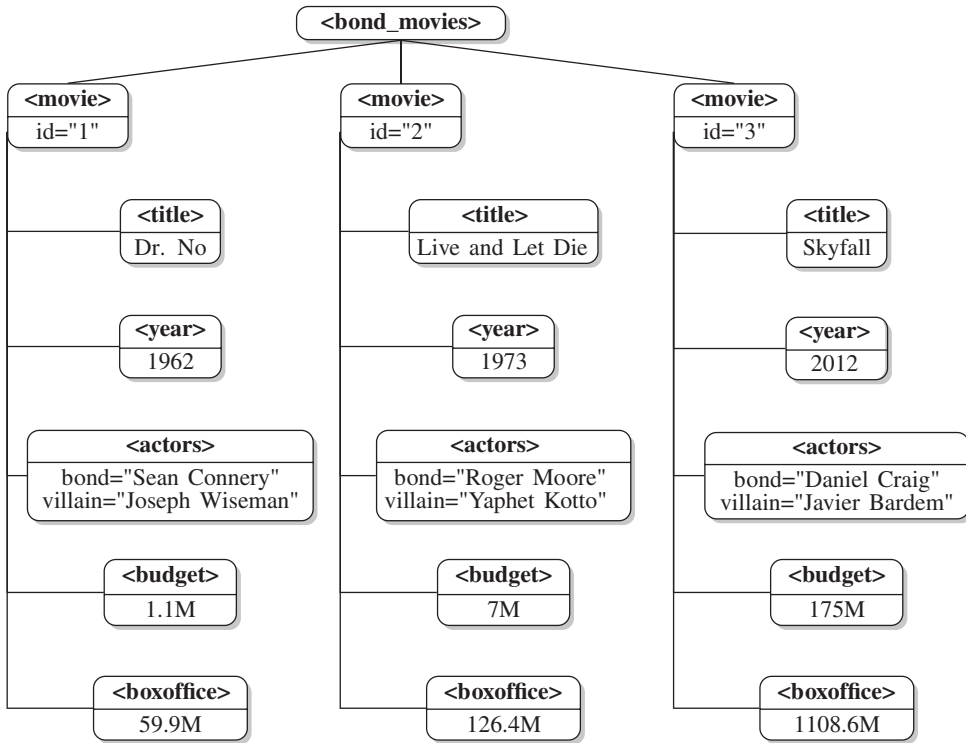 <bond_movies>
<movie>
id="1"
<title>
Dr. No
<year>
1962
<actors>
bond="Sean Connery"
villain="Joseph Wiseman"
<budget>
1.1M
<boxoffice>
59.9M
<movie>
id="2"
<title>
Live and Let Die
<year>
1973
<actors>
bond="Roger Moore"
villain="Yaphet Kotto"
<budget>
7M
<boxoffice>
126.4M
<movie>
id="3"
<title>
Skyfall
<year>
2012
<actors>
bond="Daniel Craig"
villain="Javier Bardem"
<budget>
175M
<boxoffice>
1108.6M